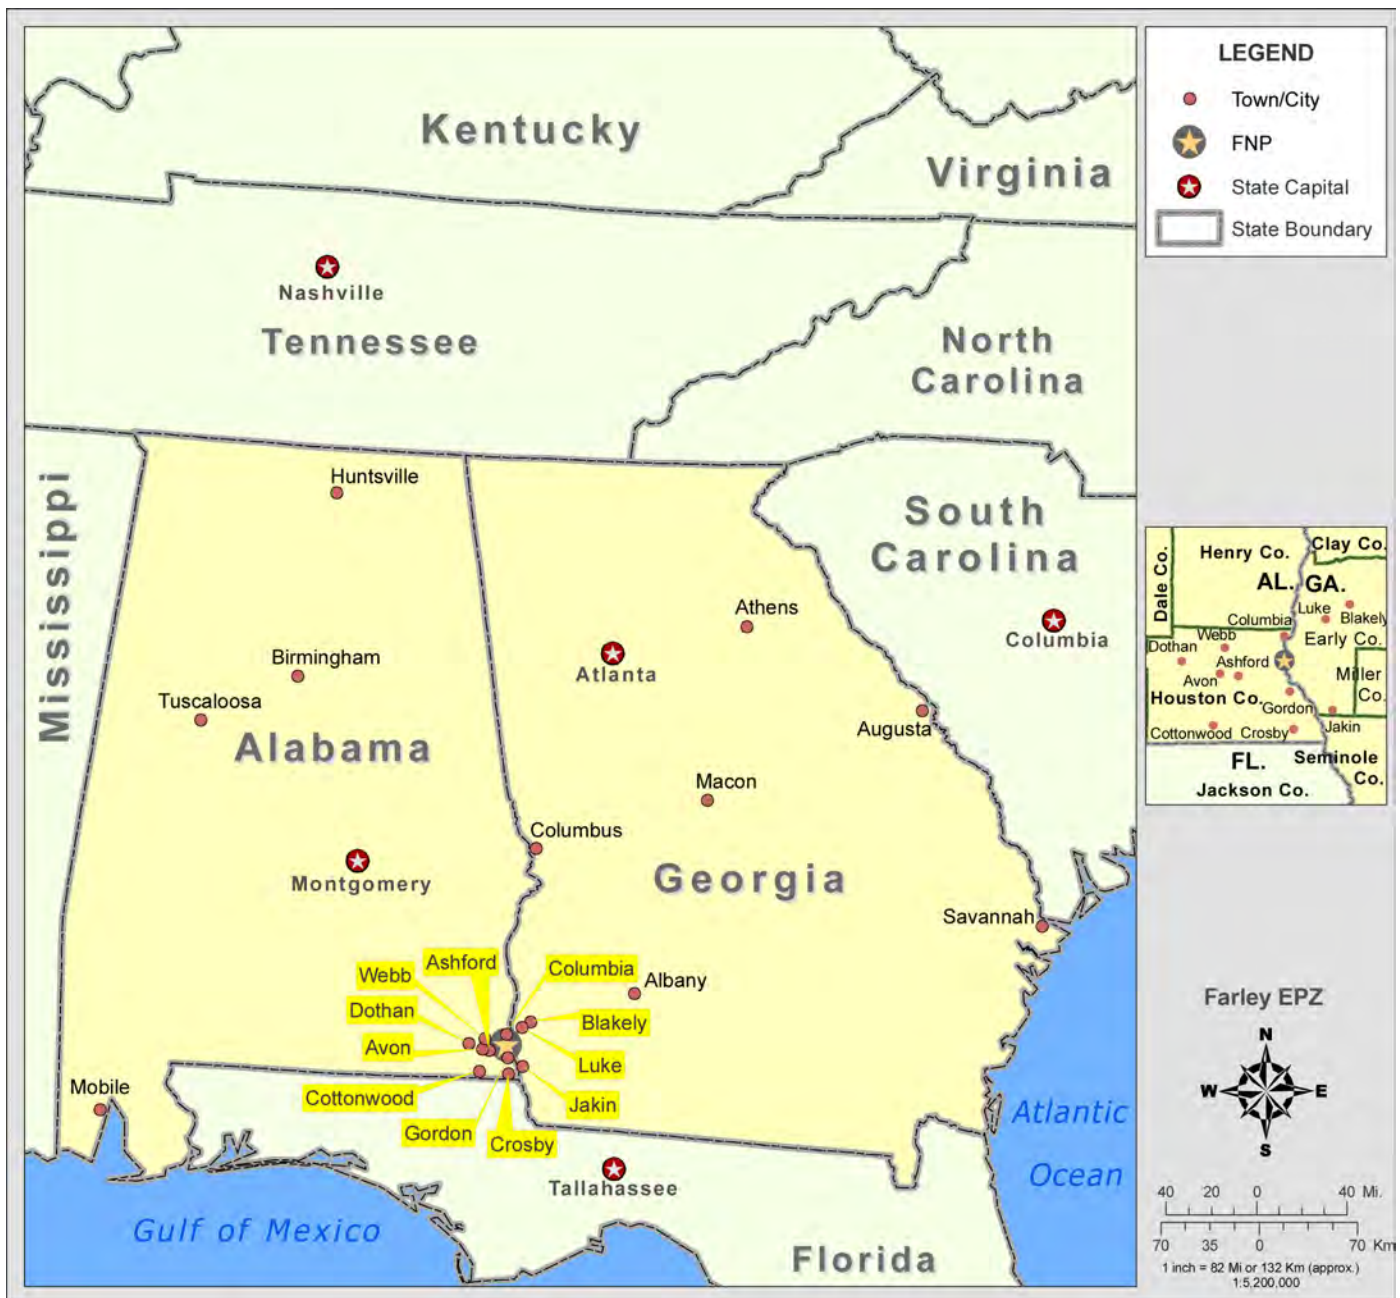 Kentucky
Virginia
Nashville
Tennessee
North
Carolina
Mississippi
Huntsville
South
Carolina
Athens
Columbia
Atlanta
Birmingham
Tuscaloosa
Augusta
Alabama
Macon
Columbus
Montgomery
Georgia
Savannah
Ashford
Webb
Columbia
Albany
Dothan
Blakely
Avon
Luke
Mobile
Cottonwood
Jakin
Gordon
Crosby
Atlantic
Ocean
Tallahassee
Gulf of Mexico
Florida
LEGEND
Town/City
FNP
State Capital
State Boundary
Dale Co.
Henry Co.
Clay Co.
AL. GA.
Luke
Blakely
Columbia
Webb
Early Co.
Dothan
Ashford
Miller
Co.
Avon
Houston Co.
Gordon
Cottonwood
Crosby
Jakin
FL.
Seminole
Co.
Jackson Co.
Farley EPZ
N
W E
S
40 20 0 40 Mi.
70 35 0 70 Km
1 inch = 82 Mi or 132 Km (approx.)
1:5,200,000